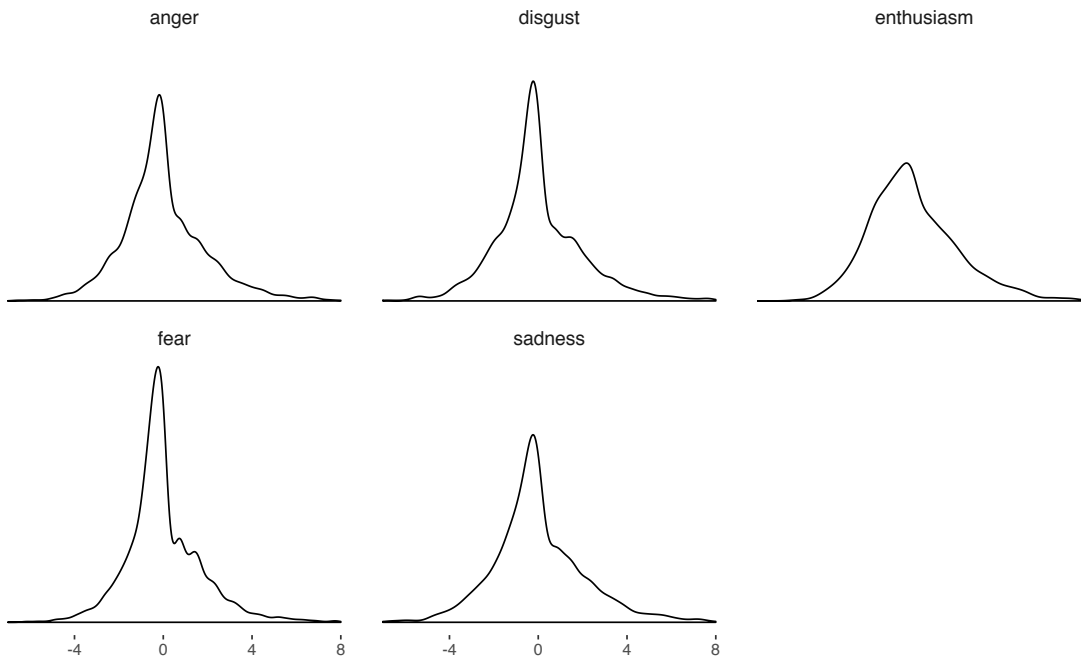 anger
disgust
enthusiasm
fear
sadness
-4 0 4 8
-4 0 4 8